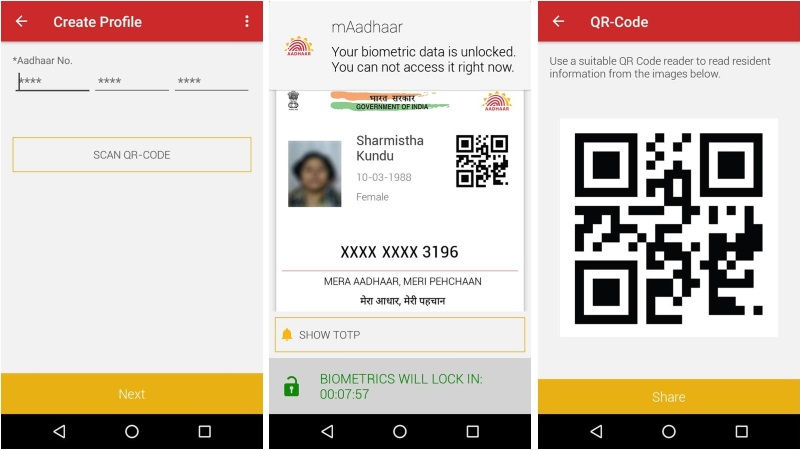 Create Profile
*Aadhaar No.
**** **** ****
SCAN QR-CODE
Next
mAadhaar
Your biometric data is unlocked.
You can not access it right now.
AADHAAR
भारत सरकार
GOVERNMENT OF INDIA
AADHAAR
Sharmistha
Kundu
10-03-1988
Female
XXXX XXXX 3196
MERA AADHAAR, MERI PEHCHAAN
मेरा आधार, मेरी पहचान
SHOW TOTP
BIOMETRICS WILL LOCK IN:
00:07:57
QR-Code
Use a suitable QR Code reader to read resident
information from the images below.
Share